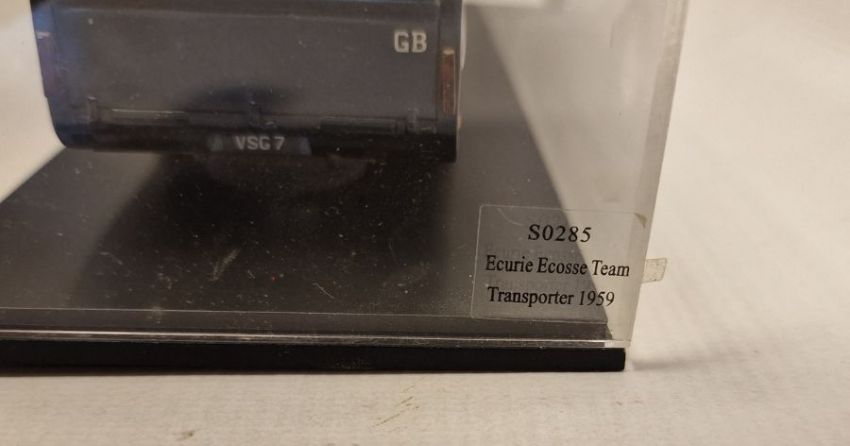 GB
VSG 7
S0285
Ecurie Ecosse Team
Transporter 1959